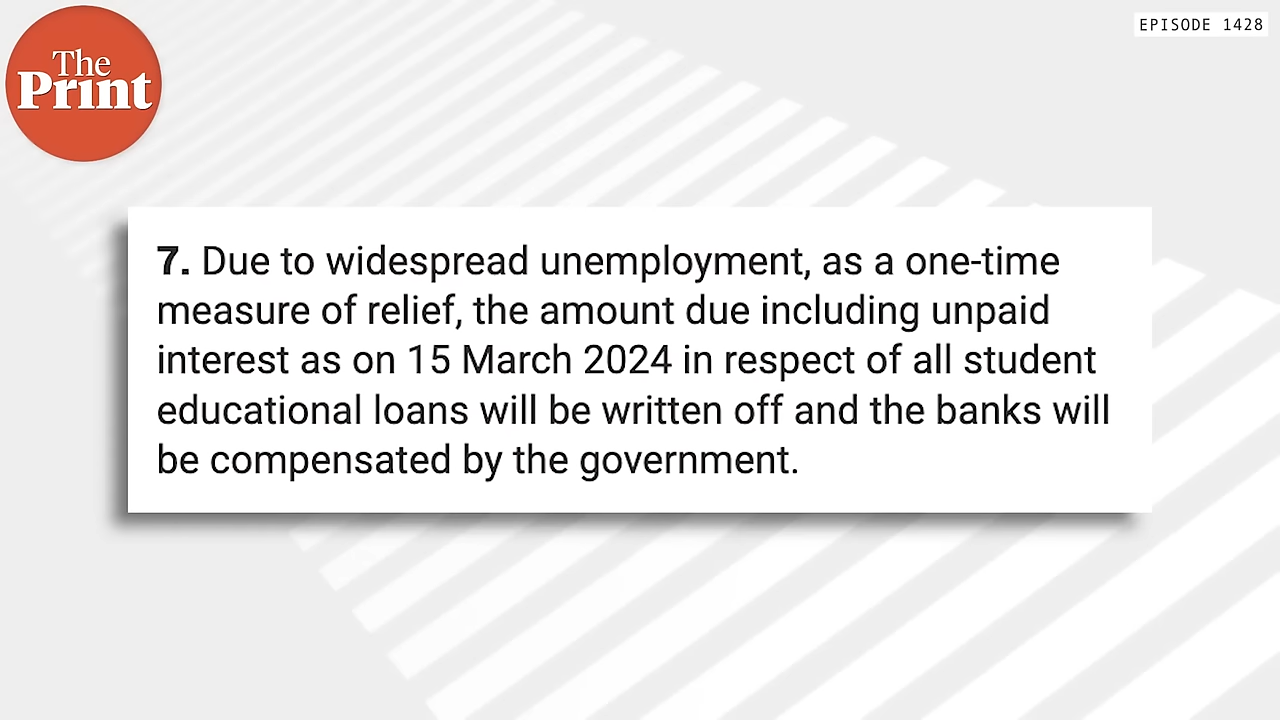 The
Print
EPISODE 1428
7. Due to widespread unemployment, as a one-time
measure of relief, the amount due including unpaid
interest as on 15 March 2024 in respect of all student
educational loans will be written off and the banks will
be compensated by the government.